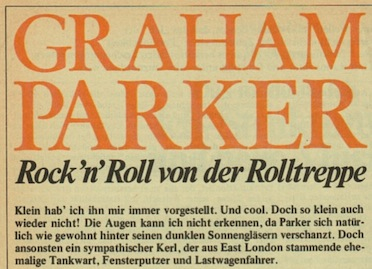 GRAHAM
PARKER
Rock'n'Roll von der Rolltreppe
Klein hab' ich ihn mir immer vorgestellt. Und cool. Doch so klein auch
wieder nicht! Die Augen kann ich nicht erkennen, da Parker sich natür-
lich wie gewohnt hinter seinen dunklen Sonnengläsern verschanzt. Doch
ansonsten ein sympathischer Kerl, der aus East London stammende ehe-
malige Tankwart, Fensterputzer und Lastwagenfahrer.